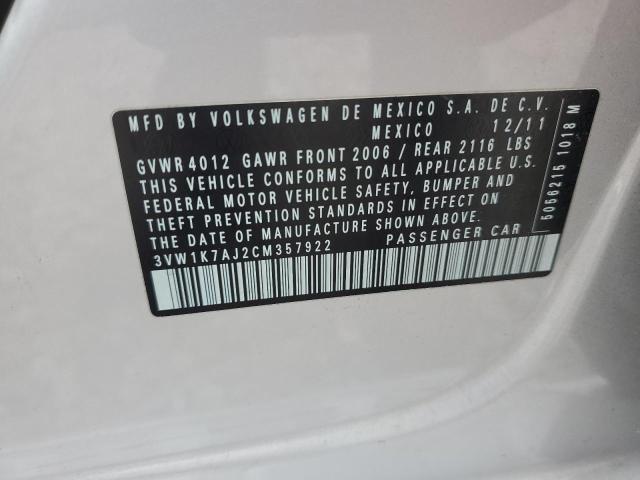 MFD BY VOLKSWAGEN DE MEXICO S.A. DE C.V.
MEXICO 12/11
GVWR 4012 GAWR FRONT 2006 / REAR 2116 LBS
THIS VEHICLE CONFORMS TO ALL APPLICABLE U.S.
FEDERAL MOTOR VEHICLE SAFETY, BUMPER AND
THEFT PREVENTION STANDARDS IN EFFECT ON
THE DATE OF MANUFACTURE SHOWN ABOVE.
3VW1K7AJ2CM357922 PASSENGER CAR
5056215 1018 M